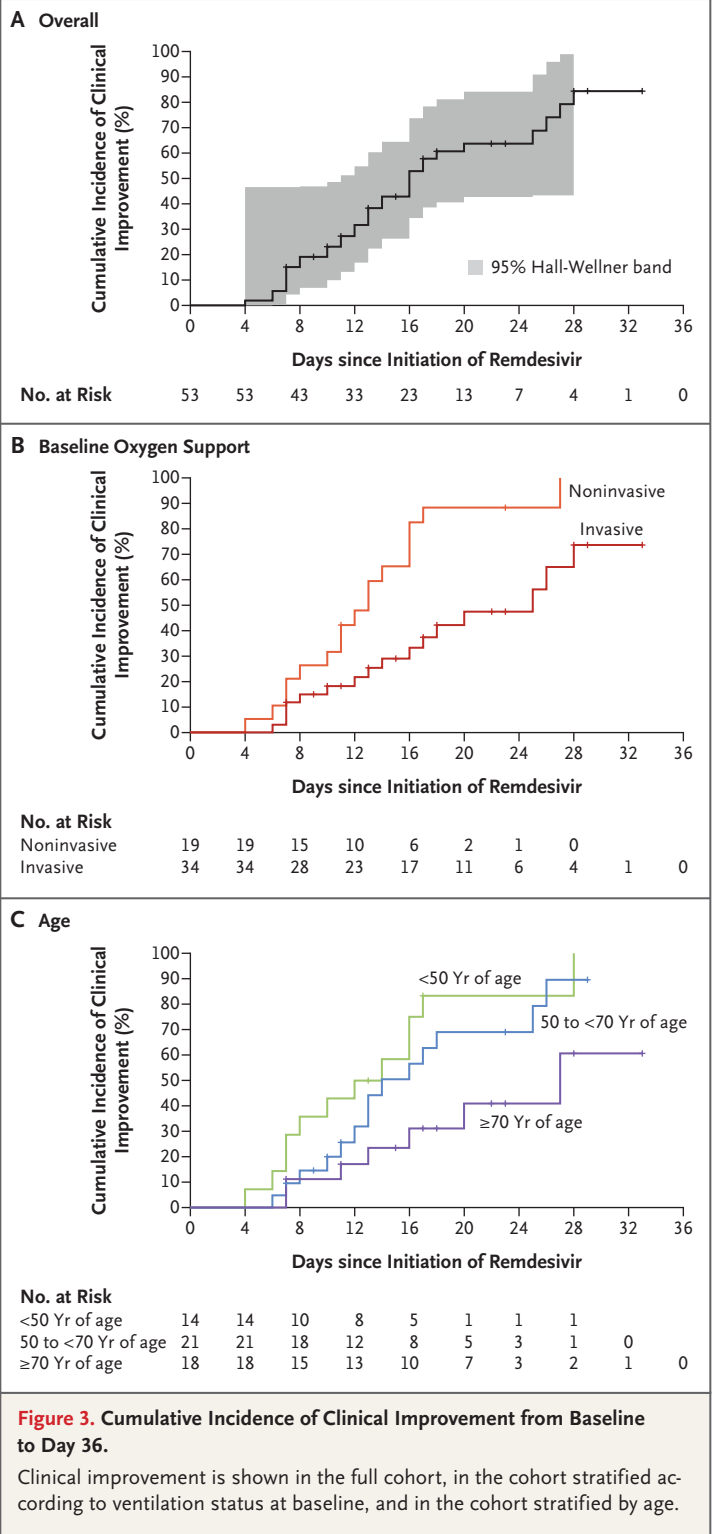 A Overall
Cumulative Incidence of Clinical
Improvement (%)
100
90
80
70
60
50
40
30
20
10
0
95% Hall-Wellner band
0 4 8 12 16 20 24 28 32 36
Days since Initiation of Remdesivir
No. at Risk 53 53 43 33 23 13 7 4 1 0
B Baseline Oxygen Support
Cumulative Incidence of Clinical
Improvement (%)
100
90
80
70
60
50
40
30
20
10
0
Noninvasive
Invasive
0 4 8 12 16 20 24 28 32 36
Days since Initiation of Remdesivir
No. at Risk
Noninvasive 19 19 15 10 6 2 1 0
Invasive 34 34 28 23 17 11 6 4 1 0
C Age
Cumulative Incidence of Clinical
Improvement (%)
100
90
80
70
60
50
40
30
20
10
0
<50 Yr of age
50 to <70 Yr of age
≥70 Yr of age
0 4 8 12 16 20 24 28 32 36
Days since Initiation of Remdesivir
No. at Risk
<50 Yr of age 14 14 10 8 5 1 1 1
50 to <70 Yr of age 21 21 18 12 8 5 3 1 0
≥70 Yr of age 18 18 15 13 10 7 3 2 1 0
Figure 3. Cumulative Incidence of Clinical Improvement from Baseline
to Day 36.
Clinical improvement is shown in the full cohort, in the cohort stratified ac-
cording to ventilation status at baseline, and in the cohort stratified by age.